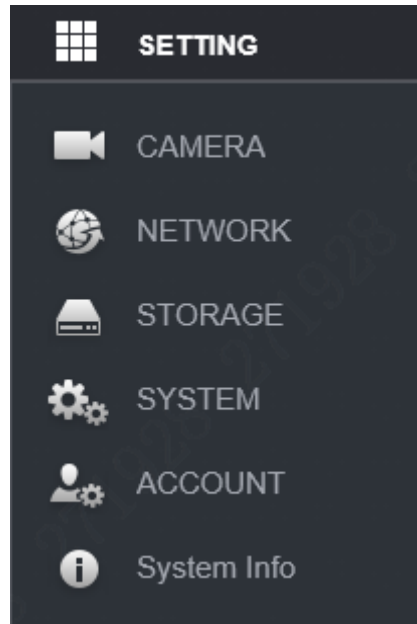 SETTING
CAMERA
NETWORK
STORAGE
SYSTEM
ACCOUNT
System Info